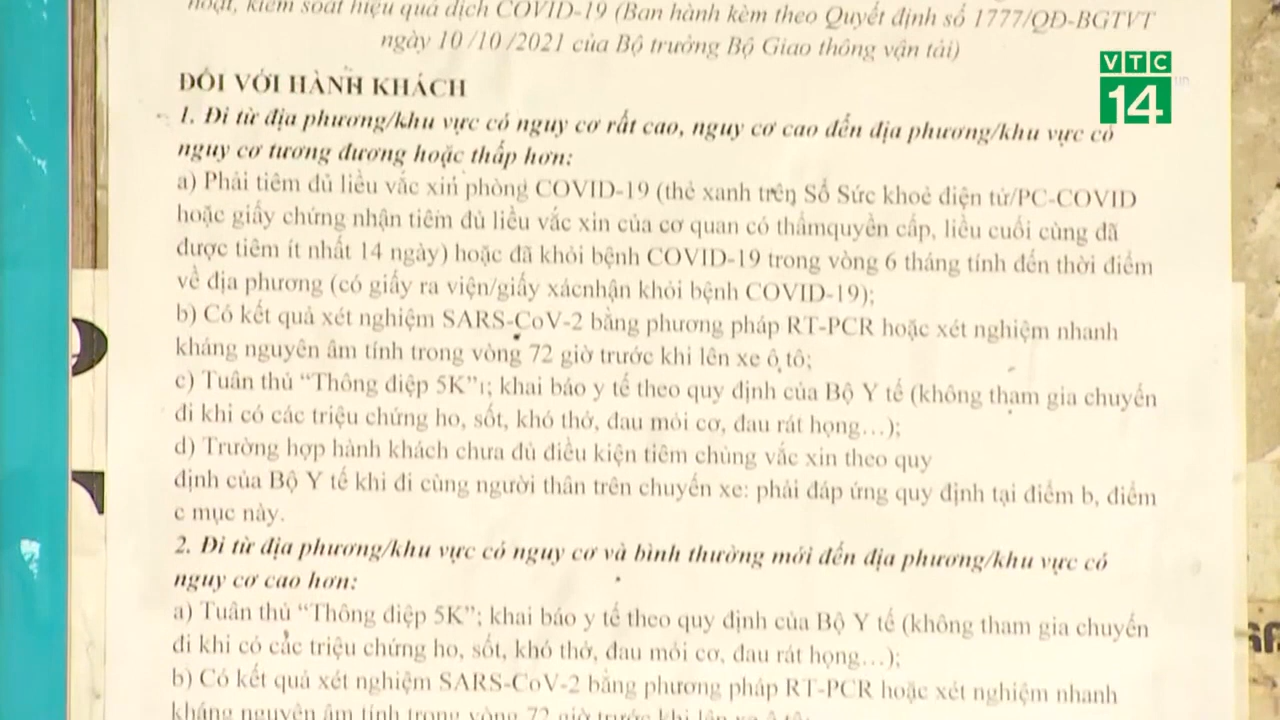 hoạt, kiểm soát hiệu quả dịch COVID-19 (Ban hành kèm theo Quyết định số 1777/QĐ-BGTVT
ngày 10 /10 /2021 của Bộ trưởng Bộ Giao thông vận tải)
VTC
14
ĐỐI VỚI HÀNH KHÁCH
1. Đi từ địa phương/khu vực có nguy cơ rất cao, nguy cơ cao đến địa phương/khu vực có
nguy cơ tương đương hoặc thấp hơn:
a) Phải tiêm đủ liều vắc xin phòng COVID-19 (thẻ xanh trên Sổ Sức khoẻ điện tử/PC-COVID
hoặc giấy chứng nhận tiêm đủ liều vắc xin của cơ quan có thẩmquyền cấp, liều cuối cùng đã
được tiêm ít nhất 14 ngày) hoặc đã khỏi bệnh COVID-19 trong vòng 6 tháng tính đến thời điểm
về địa phương (có giấy ra viện/giấy xácnhận khỏi bệnh COVID-19);
b) Có kết quả xét nghiệm SARS-CoV-2 bằng phương pháp RT-PCR hoặc xét nghiệm nhanh
kháng nguyên âm tính trong vòng 72 giờ trước khi lên xe ô tô;
c) Tuân thủ “Thông điệp 5K”1; khai báo y tế theo quy định của Bộ Y tế (không tham gia chuyến
đi khi có các triệu chứng ho, sốt, khó thở, đau mỏi cơ, đau rát họng…);
d) Trường hợp hành khách chưa đủ điều kiện tiêm chủng vắc xin theo quy
định của Bộ Y tế khi đi cùng người thân trên chuyến xe: phải đáp ứng quy định tại điểm b, điểm
c mục này.
2. Đi từ địa phương/khu vực có nguy cơ và bình thường mới đến địa phương/khu vực có
nguy cơ cao hơn:
a) Tuân thủ “Thông điệp 5K”; khai báo y tế theo quy định của Bộ Y tế (không tham gia chuyến
đi khi có các triệu chứng ho, sốt, khó thở, đau mỏi cơ, đau rát họng…);
b) Có kết quả xét nghiệm SARS-CoV-2 bằng phương pháp RT-PCR hoặc xét nghiệm nhanh
kháng nguyên âm tính trong vòng 72 giờ trước khi lên xe ô tô;